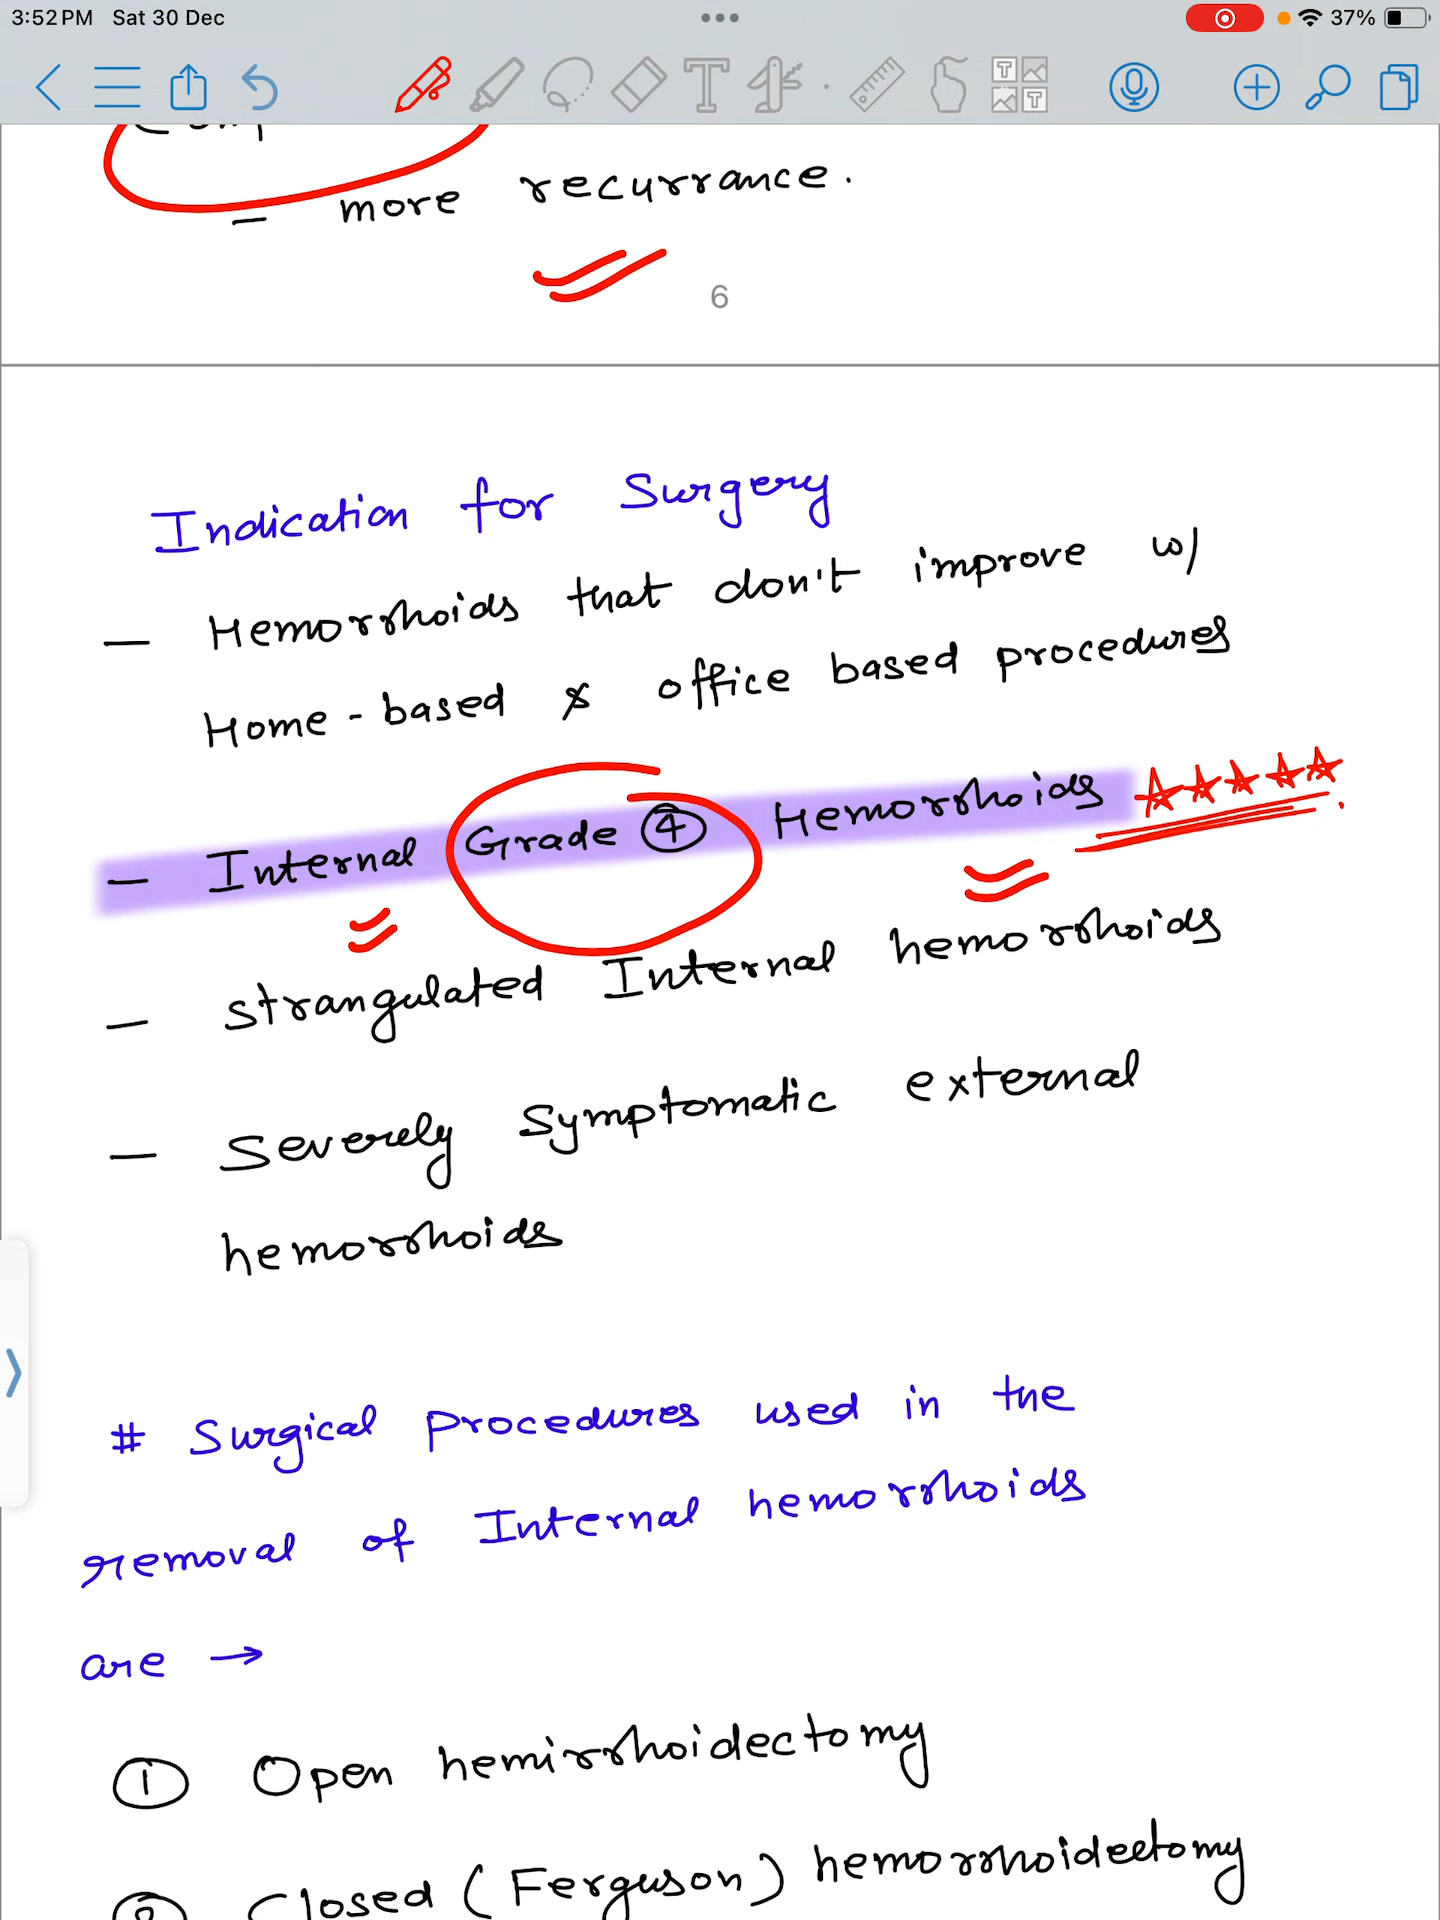 3:52 PM Sat 30 Dec 37%
- more recurrance.
6
Indication for Surgery
- Hemorrhoids that don't improve w/
Home-based & office based procedures
- Internal Grade 4 Hemorrhoids
- Strangulated Internal hemorrhoids
- Severely Symptomatic external
hemorrhoids
# Surgical Procedures used in the
removal of Internal hemorrhoids
are →
1 Open hemirrhoidectomy
2 Closed (Ferguson) hemorrhoidectomy